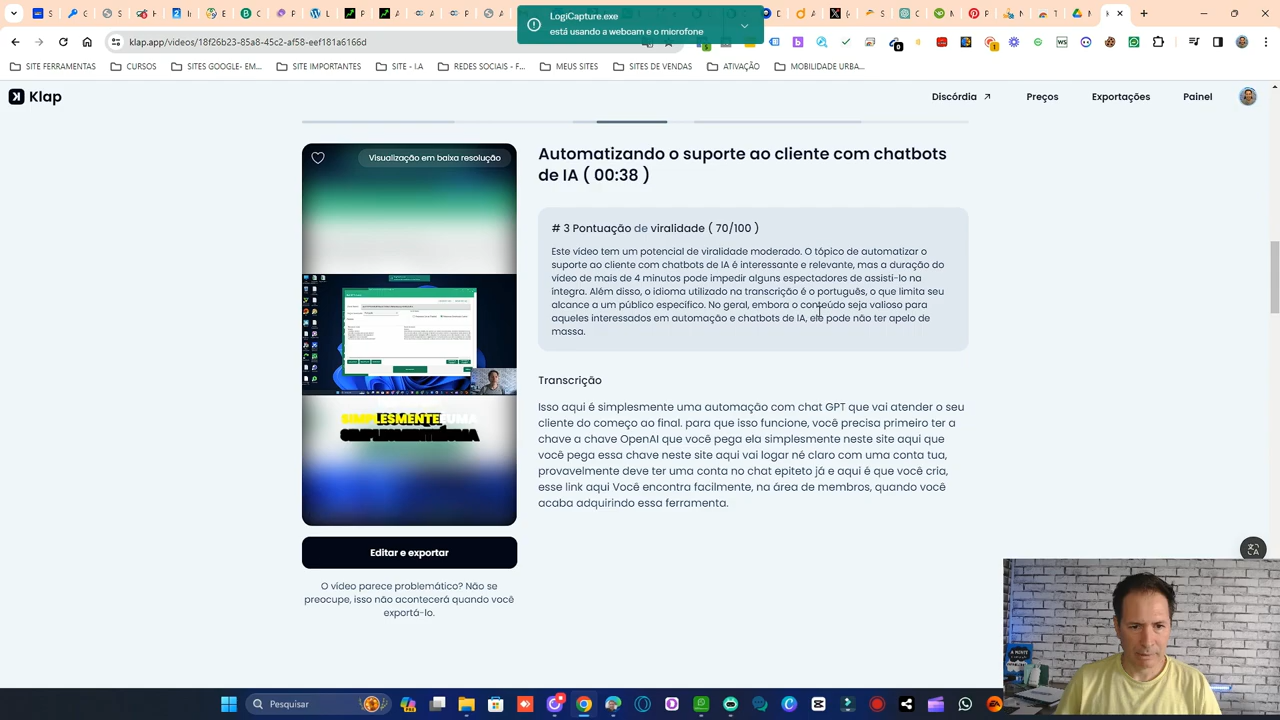 LogiCapture.exe
está usando a webcam e o microfone
klap.app/videos/18f26b23-85a8-45c2-af58-eef181a6166d
SITE FERRAMENTAS
CURSOS
SITES GOOGLE- EM...
SITE IMPORTANTES
SITE - I.A
REDES SOCIAIS - F...
MEUS SITES
SITES DE VENDAS
ATIVAÇÃO
MOBILIDADE URBA...
Klap
Discórdia
Preços
Exportações
Painel
Visualização em baixa resolução
Automatizando o suporte ao cliente com chatbots
de IA ( 00:38 )
# 3 Pontuação de viralidade ( 70/100 )
Este vídeo tem um potencial de viralidade moderado. O tópico de automatizar o
suporte ao cliente com chatbots de IA é interessante e relevante, mas a duração do
vídeo de mais de 4 minutos pode impedir alguns espectadores de assisti-lo na
íntegra. Além disso, o idioma utilizado na transcrição é o português, o que limita seu
alcance a um público específico. No geral, embora o conteúdo seja valioso para
aqueles interessados em automação e chatbots de IA, ele pode não ter apelo de
massa.
SIMPLESMENTE UMA
Transcrição
Isso aqui é simplesmente uma automação com chat GPT que vai atender o seu
cliente do começo ao final. para que isso funcione, você precisa primeiro ter a
chave a chave OpenAI que você pega ela simplesmente neste site aqui que
você pega essa chave neste site aqui vai logar né claro com uma conta tua,
provavelmente deve ter uma conta no chat epiteto já e aqui é que você cria,
esse link aqui Você encontra facilmente, na área de membros, quando você
acaba adquirindo essa ferramenta.
Editar e exportar
O vídeo parece problemático? Não se
preocupe, isso não acontecerá quando você
exportá-lo.
Pesquisar